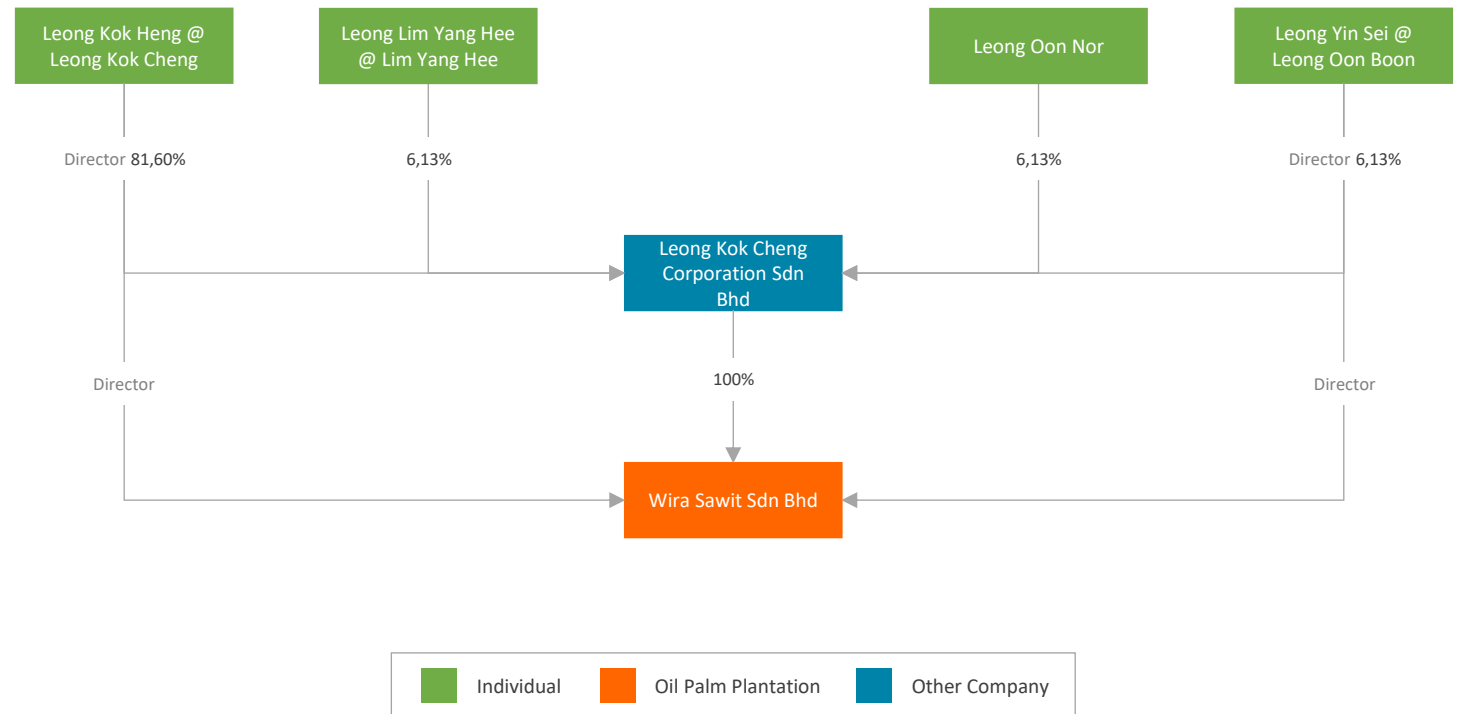 Leong Kok Heng @
Leong Kok Cheng
Leong Lim Yang Hee
@ Lim Yang Hee
Leong Oon Nor
Leong Yin Sei @
Leong Oon Boon
Director 81,60%
6,13%
6,13%
Director 6,13%
Leong Kok Cheng
Corporation Sdn
Bhd
Director
100%
Director
Wira Sawit Sdn Bhd
Individual
Oil Palm Plantation
Other Company